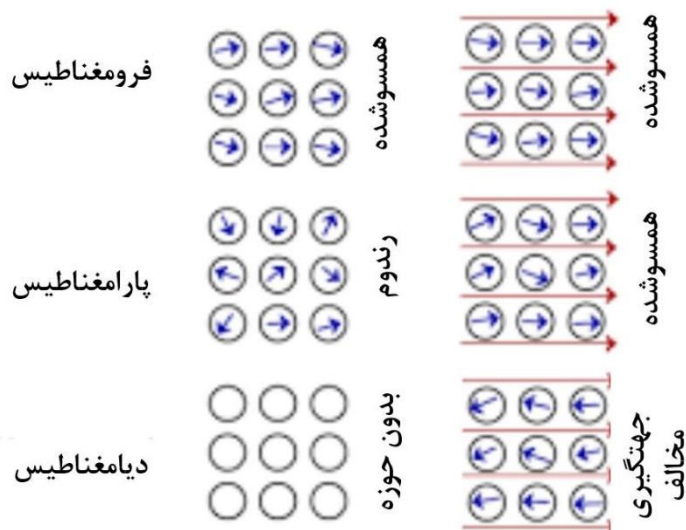 فرومغناطیس
همسوشده
همسوشده
پارامغناطیس
رندوم
همسوشده
دیامغناطیس
بدون حوزه
جهتگیری
مخالف